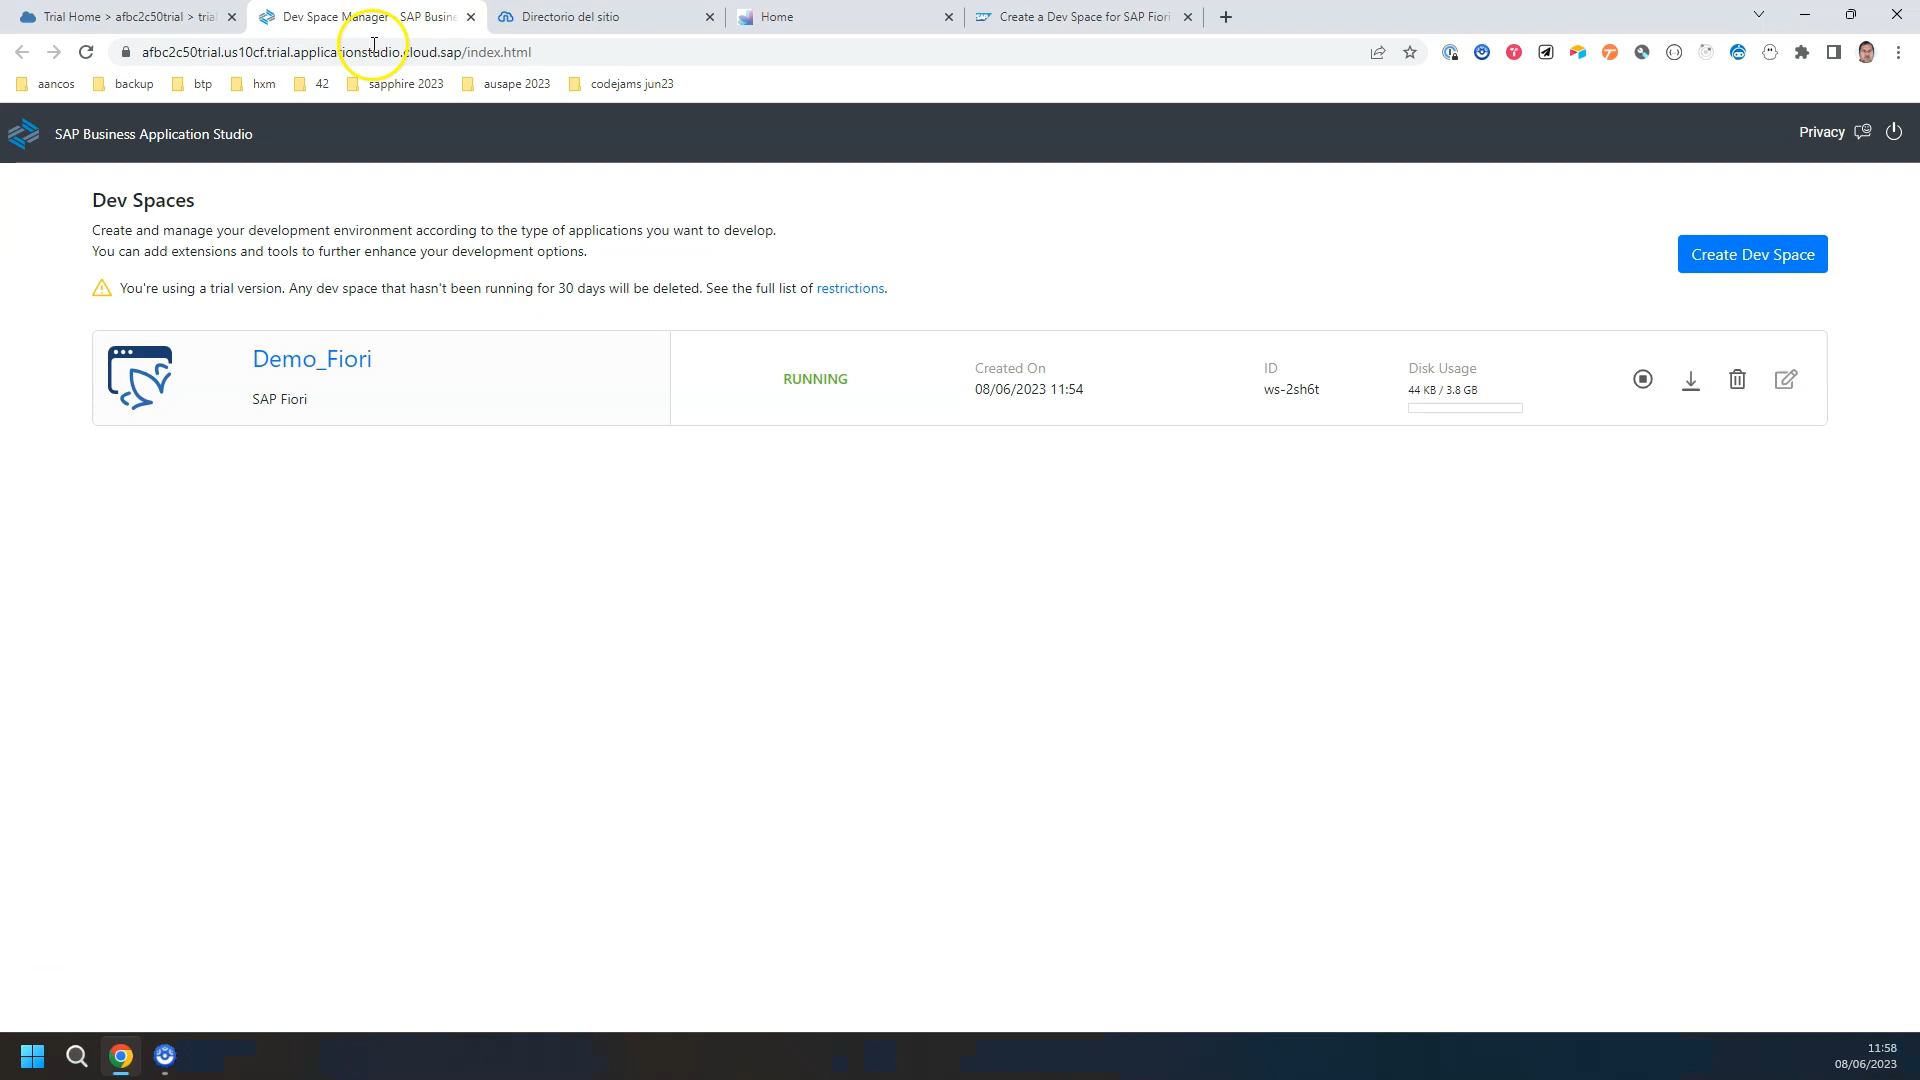 Trial Home > afbc2c50trial > trial
Dev Space Manager - SAP Busine
Directorio del sitio
Home
Create a Dev Space for SAP Fiori
afbc2c50trial.us10cf.trial.applicationstudio.cloud.sap/index.html
aancos
backup
btp
hxm
42
sapphire 2023
ausape 2023
codejams jun23
SAP Business Application Studio
Privacy
Dev Spaces
Create and manage your development environment according to the type of applications you want to develop.
You can add extensions and tools to further enhance your development options.
Create Dev Space
You're using a trial version. Any dev space that hasn't been running for 30 days will be deleted. See the full list of restrictions.
Demo_Fiori
SAP Fiori
RUNNING
Created On
08/06/2023 11:54
ID
ws-2sh6t
Disk Usage
44 KB / 3.8 GB
11:58
08/06/2023